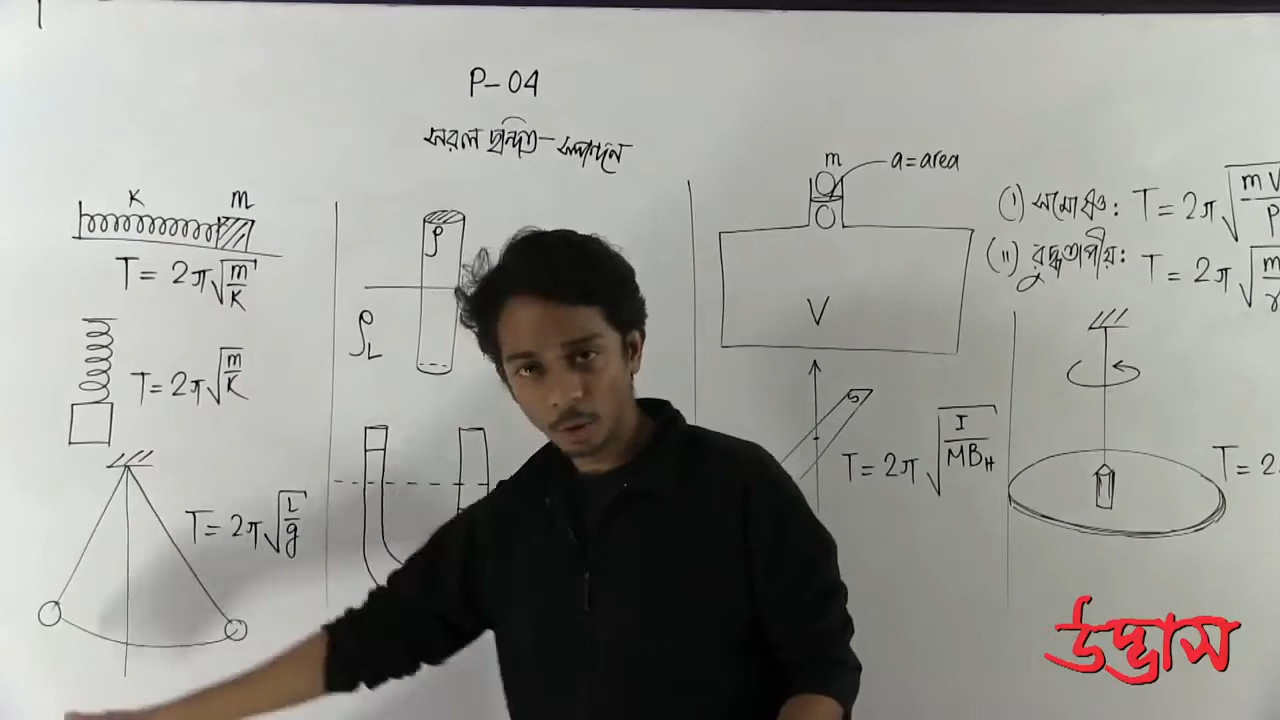 P-04
সরল ছন্দিত-স্পন্দন
K m
T = 2π√(m/K)
T = 2π√(m/K)
T = 2π√(L/g)
ρ
ρL
m a = area
V
S
T = 2π√(I/MBH)
(i) সমোষ্ণ: T = 2π√(mV/P
(ii) রুদ্ধতাপীয়: T = 2π√(m/γ
T = 2
উদ্ভাস